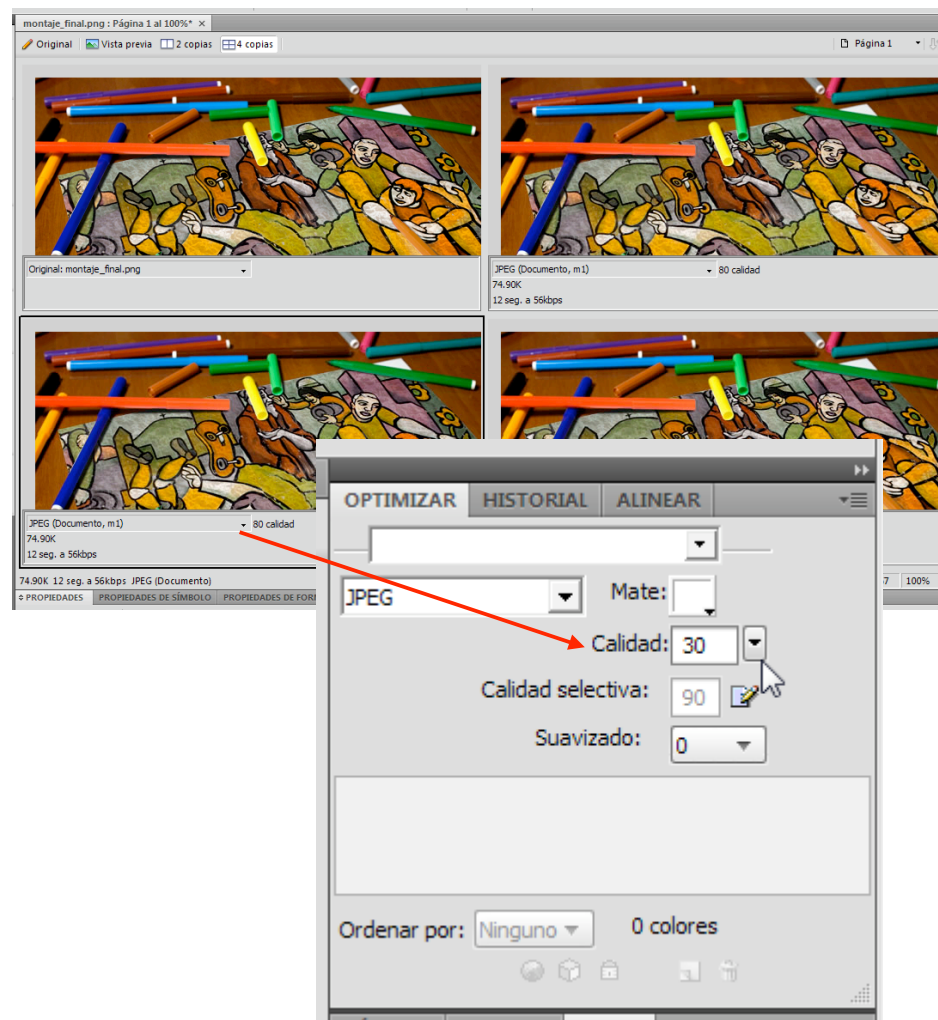 montaje_final.png : Página 1 al 100%* ×
Original Vista previa 2 copias 4 copias Página 1
Original: montaje_final.png
JPEG (Documento, m1) 80 calidad
74.90K
12 seg. a 56kbps
JPEG (Documento, m1) 80 calidad
74.90K
12 seg. a 56kbps
74.90K 12 seg. a 56kbps JPEG (Documento) 100%
PROPIEDADES PROPIEDADES DE SÍMBOLO PROPIEDADES DE FOR
OPTIMIZAR HISTORIAL ALINEAR
JPEG Mate:
Calidad: 30
Calidad selectiva: 90
Suavizado: 0
Ordenar por: Ninguno 0 colores